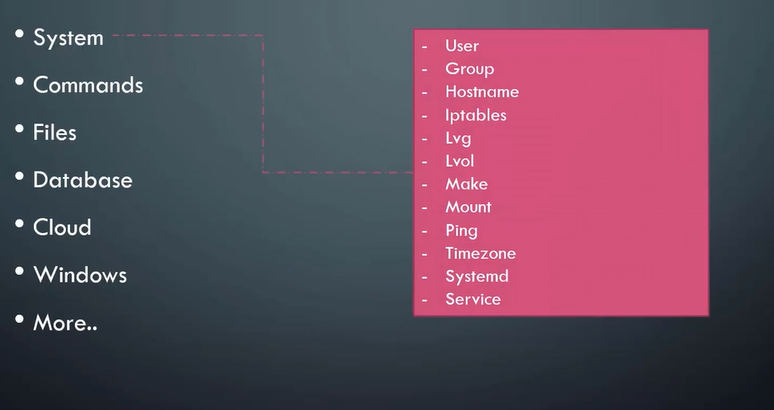 • System
• Commands
• Files
• Database
• Cloud
• Windows
• More..
- User
- Group
- Hostname
- Iptables
- Lvg
- Lvol
- Make
- Mount
- Ping
- Timezone
- Systemd
- Service